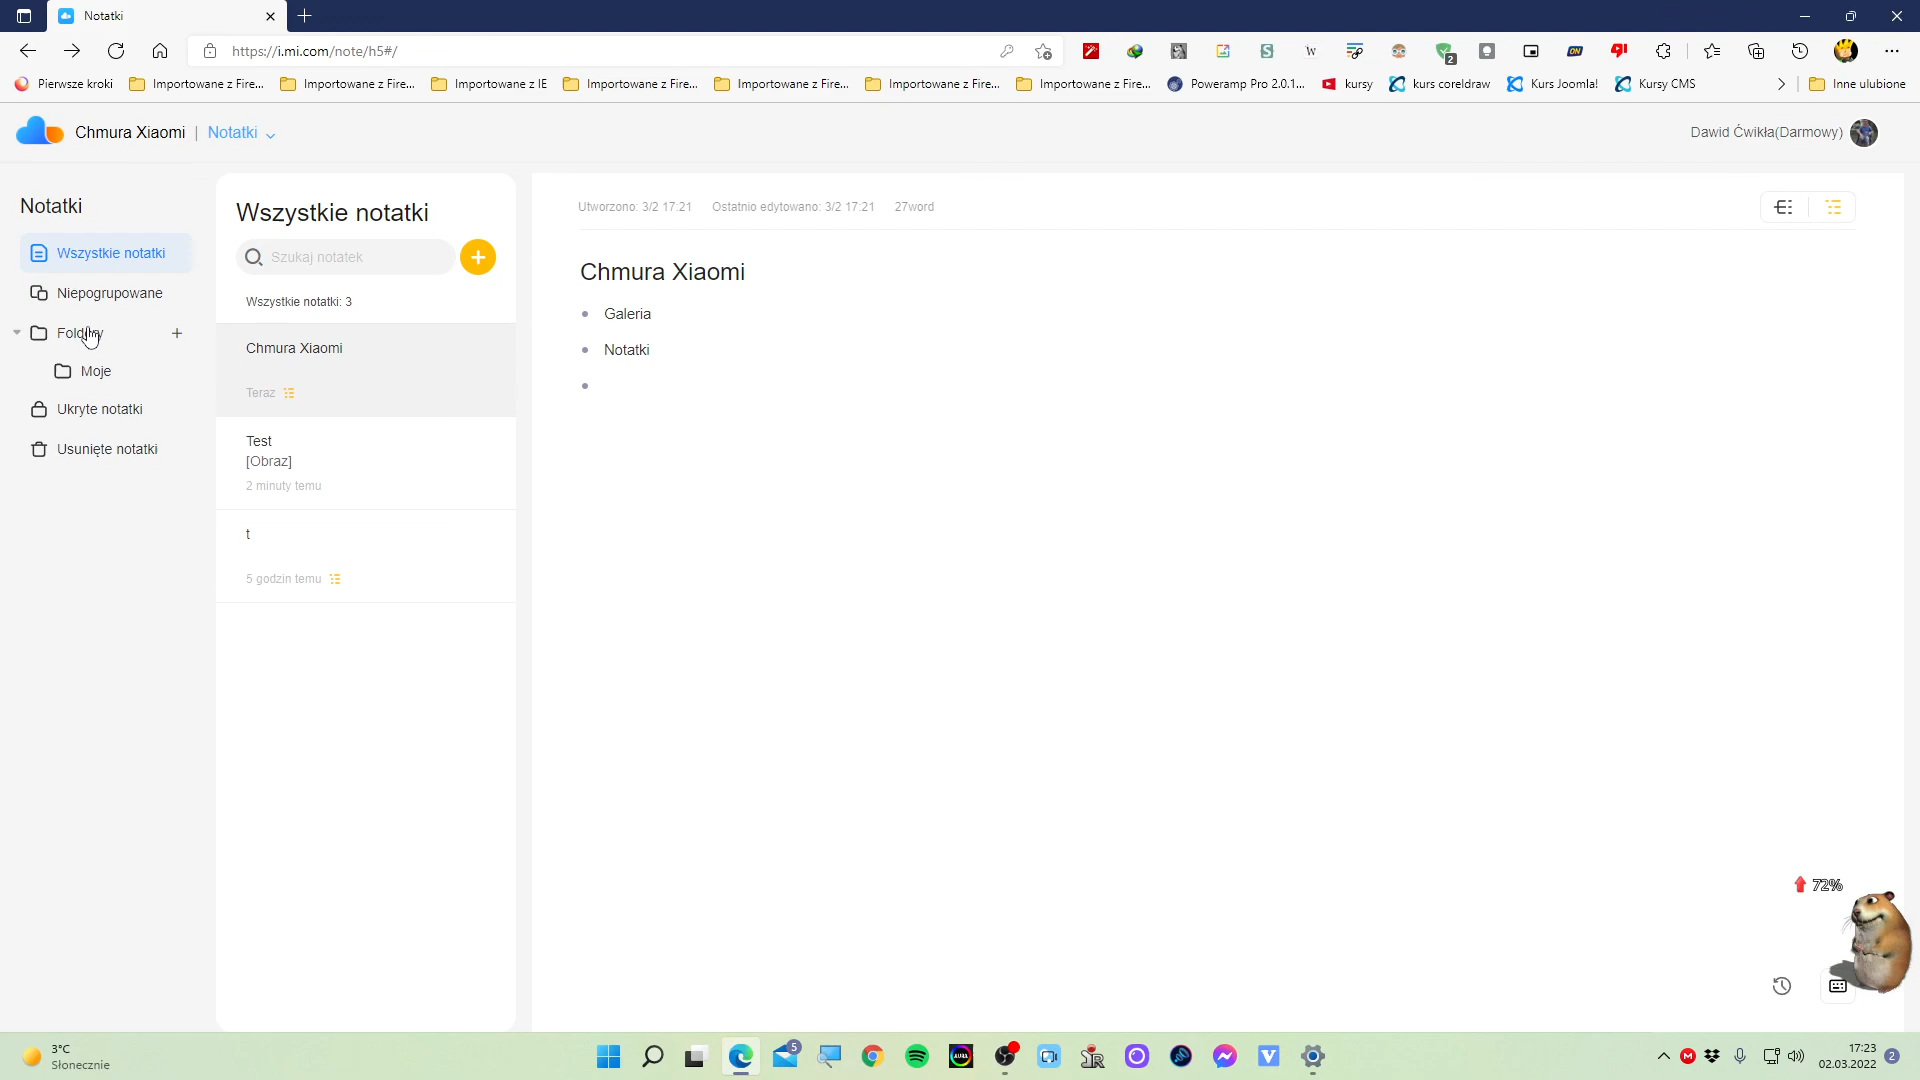 Notatki
https://i.mi.com/note/h5#/
Pierwsze kroki
Importowane z Fire...
Importowane z Fire...
Importowane z IE
Importowane z Fire...
Importowane z Fire...
Importowane z Fire...
Importowane z Fire...
Poweramp Pro 2.0.1...
kursy
kurs coreldraw
Kurs Joomla!
Kursy CMS
Inne ulubione
Chmura Xiaomi | Notatki
Dawid Ćwikła(Darmowy)
Notatki
Wszystkie notatki
Niepogrupowane
Foldery
Moje
Ukryte notatki
Usunięte notatki
Wszystkie notatki
Szukaj notatek
Wszystkie notatki: 3
Chmura Xiaomi
Teraz
Test
[Obraz]
2 minuty temu
t
5 godzin temu
Utworzono: 3/2 17:21 Ostatnio edytowano: 3/2 17:21 27word
Chmura Xiaomi
Galeria
Notatki
72%
3°C
Słonecznie
5
17:23
02.03.2022
2